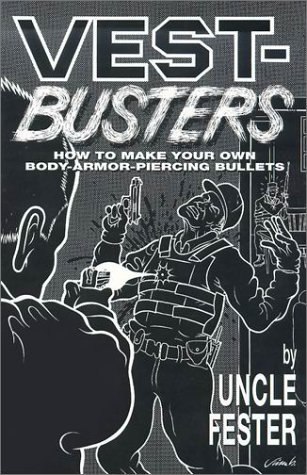 VEST-
BUSTERS
HOW TO MAKE YOUR OWN
BODY-ARMOR-PIERCING BULLETS
by
UNCLE
FESTER